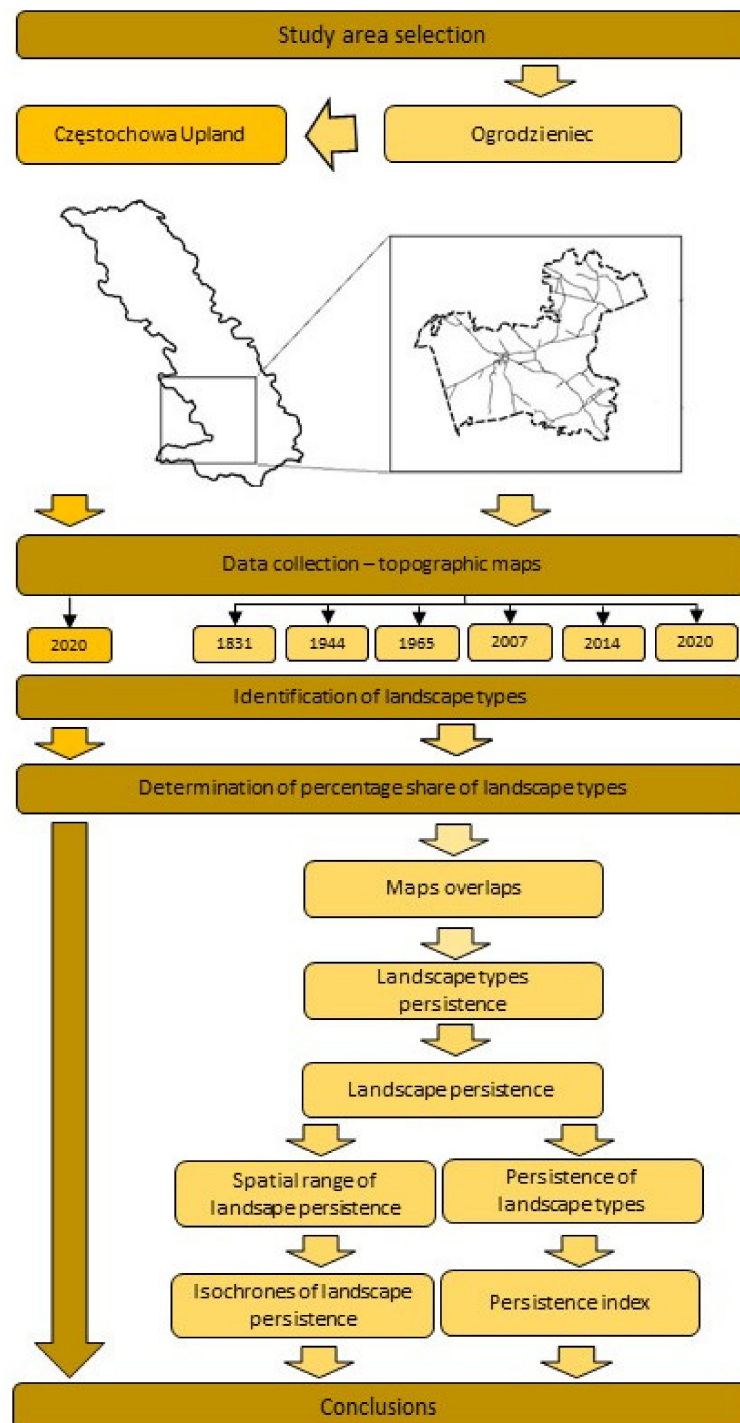 Study area selection
Częstochowa Upland
Ogrodzieniec
Data collection – topographic maps
2020
1831
1944
1965
2007
2014
2020
Identification of landscape types
Determination of percentage share of landscape types
Maps overlaps
Landscape types
persistence
Landscape persistence
Spatial range of
landsape persistence
Persistence of
landscape types
Isochrones of landscape
persistence
Persistence index
Conclusions